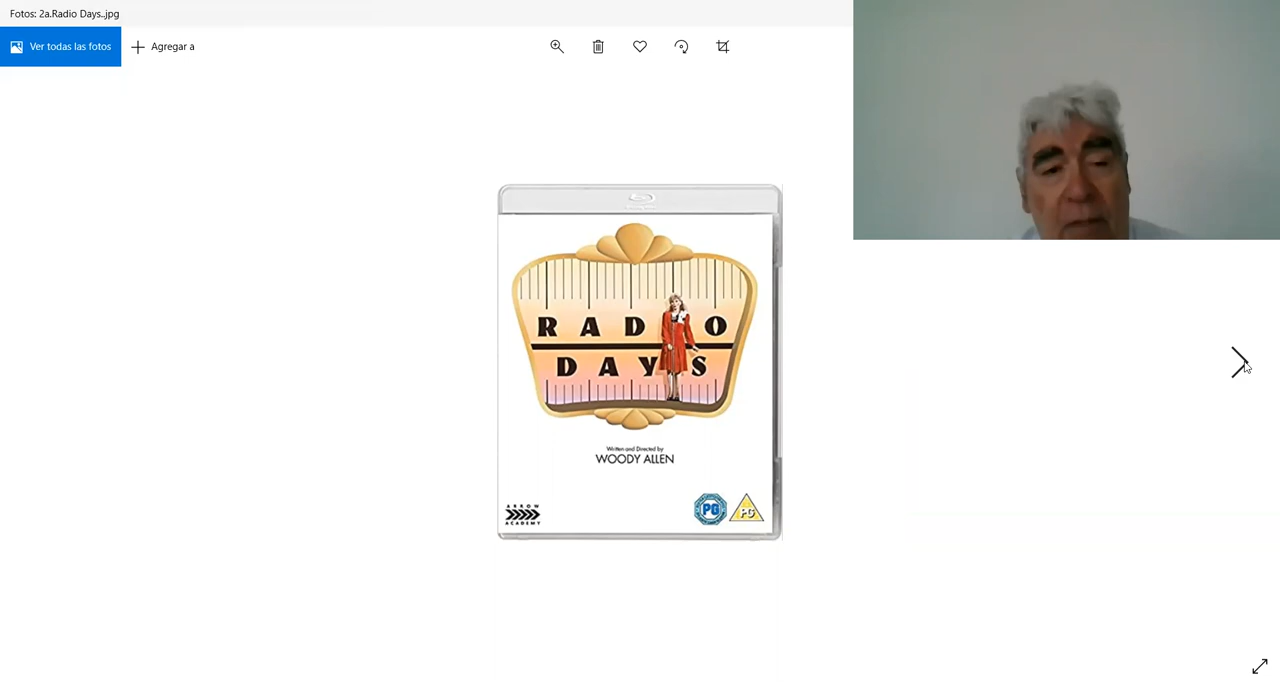 Fotos: 2a.Radio Days..jpg
Ver todas las fotos
Agregar a
RADIO
DAYS
Written and Directed by
WOODY ALLEN
ARROW
ACADEMY
PG
PG